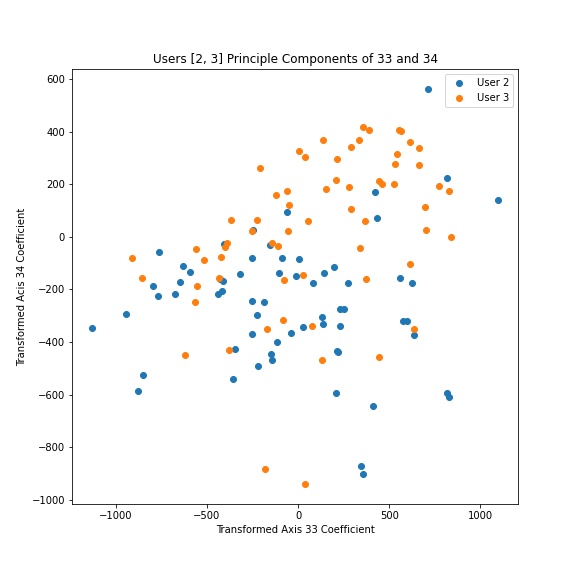 Users [2, 3] Principle Components of 33 and 34
User 2
User 3
600
400
200
0
−200
−400
−600
−800
−1000
Transformed Acis 34 Coefficient
−1000
−500
0
500
1000
Transformed Axis 33 Coefficient